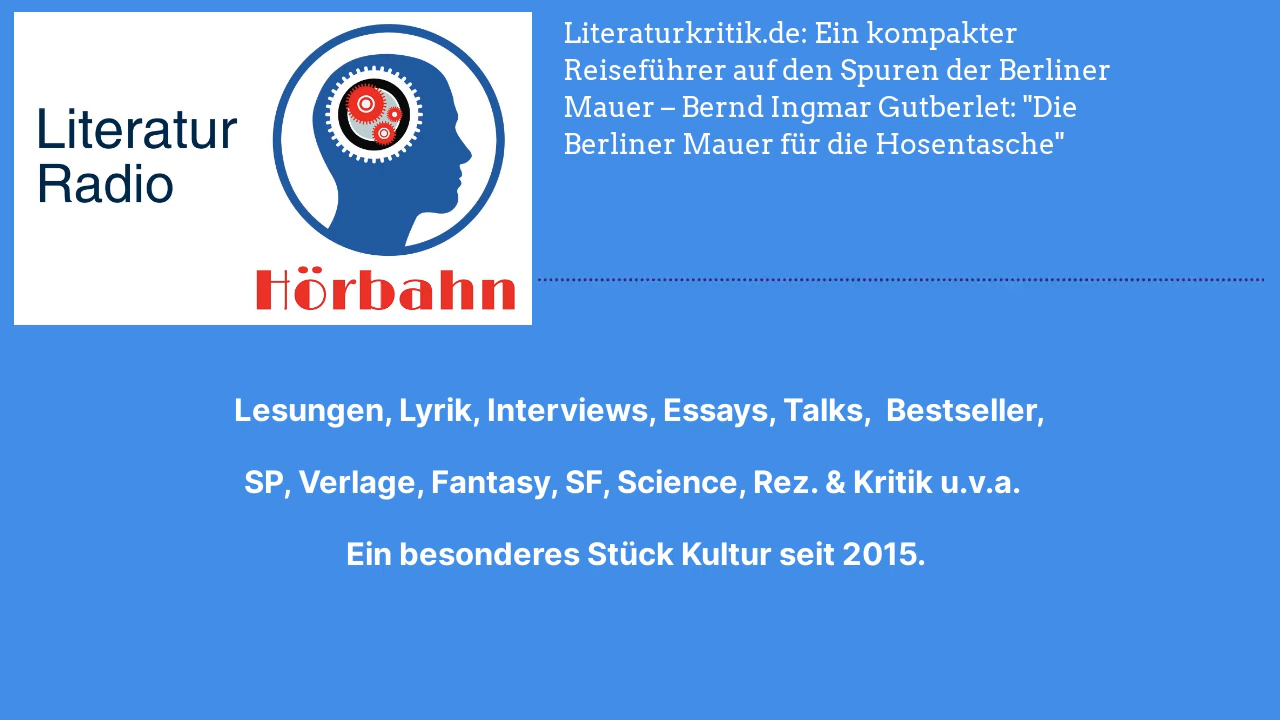 Literatur
Radio
Hörbahn
Literaturkritik.de: Ein kompakter
Reiseführer auf den Spuren der Berliner
Mauer – Bernd Ingmar Gutberlet: "Die
Berliner Mauer für die Hosentasche"
Lesungen, Lyrik, Interviews, Essays, Talks,  Bestseller,
SP, Verlage, Fantasy, SF, Science, Rez. & Kritik u.v.a.
Ein besonderes Stück Kultur seit 2015.